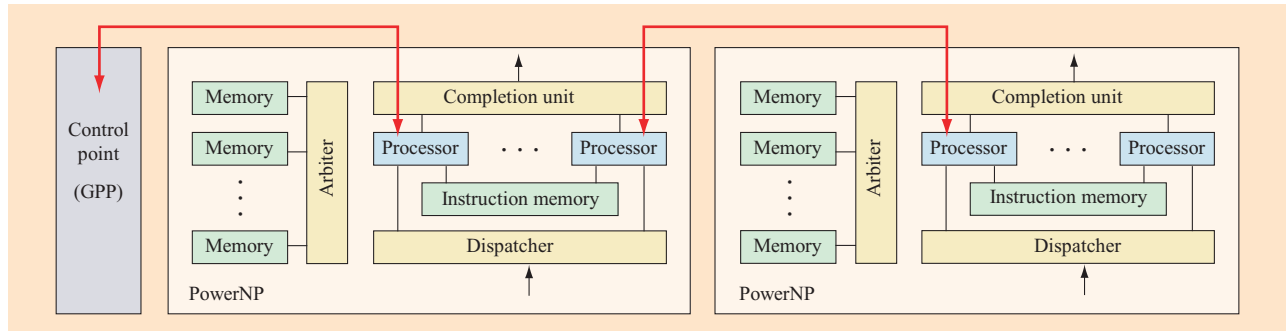 Control
point
(GPP)
Memory
Memory
Memory
Arbiter
Completion unit
Processor
. . .
Processor
Instruction memory
Dispatcher
PowerNP
Memory
Memory
Memory
Arbiter
Completion unit
Processor
. . .
Processor
Instruction memory
Dispatcher
PowerNP